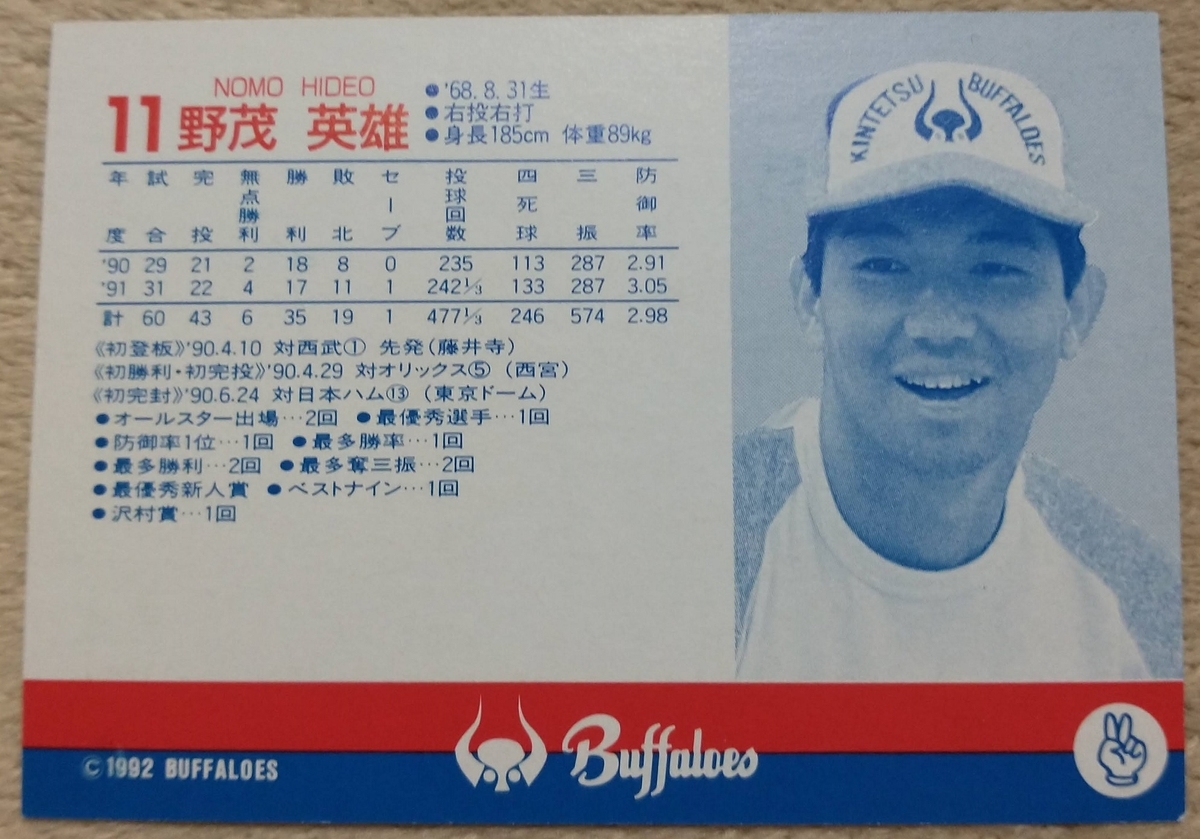 NOMO HIDEO
11 野茂 英雄
●'68. 8. 31生
●右投右打
●身長185cm 体重89kg
年度 試合 完投 無点勝利 勝利 敗北 セーブ 投球回数 四死球 三振 防御率
'90 29 21 2 18 8 0 235 113 287 2.91
'91 31 22 4 17 11 1 242⅓ 133 287 3.05
計 60 43 6 35 19 1 477⅓ 246 574 2.98
《初登板》'90.4.10 対西武① 先発(藤井寺)
《初勝利・初完投》'90.4.29 対オリックス⑤ (西宮)
《初完封》'90.6.24 対日本ハム⑬ (東京ドーム)
●オールスター出場…2回 ●最優秀選手…1回
●防御率1位…1回 ●最多勝率…1回
●最多勝利…2回 ●最多奪三振…2回
●最優秀新人賞 ●ベストナイン…1回
●沢村賞…1回
KINTETSU BUFFALOES
©1992 BUFFALOES
Buffaloes